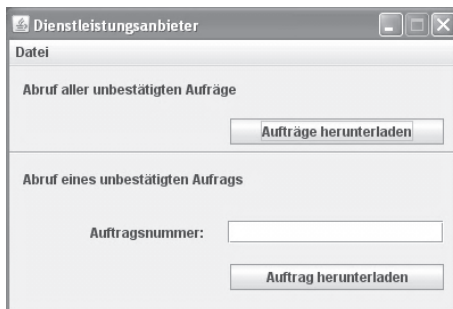 Dienstleistungsanbieter
Datei
Abruf aller unbestätigten Aufräge
Aufträge herunterladen
Abruf eines unbestätigten Aufrags
Auftragsnummer:
Auftrag herunterladen